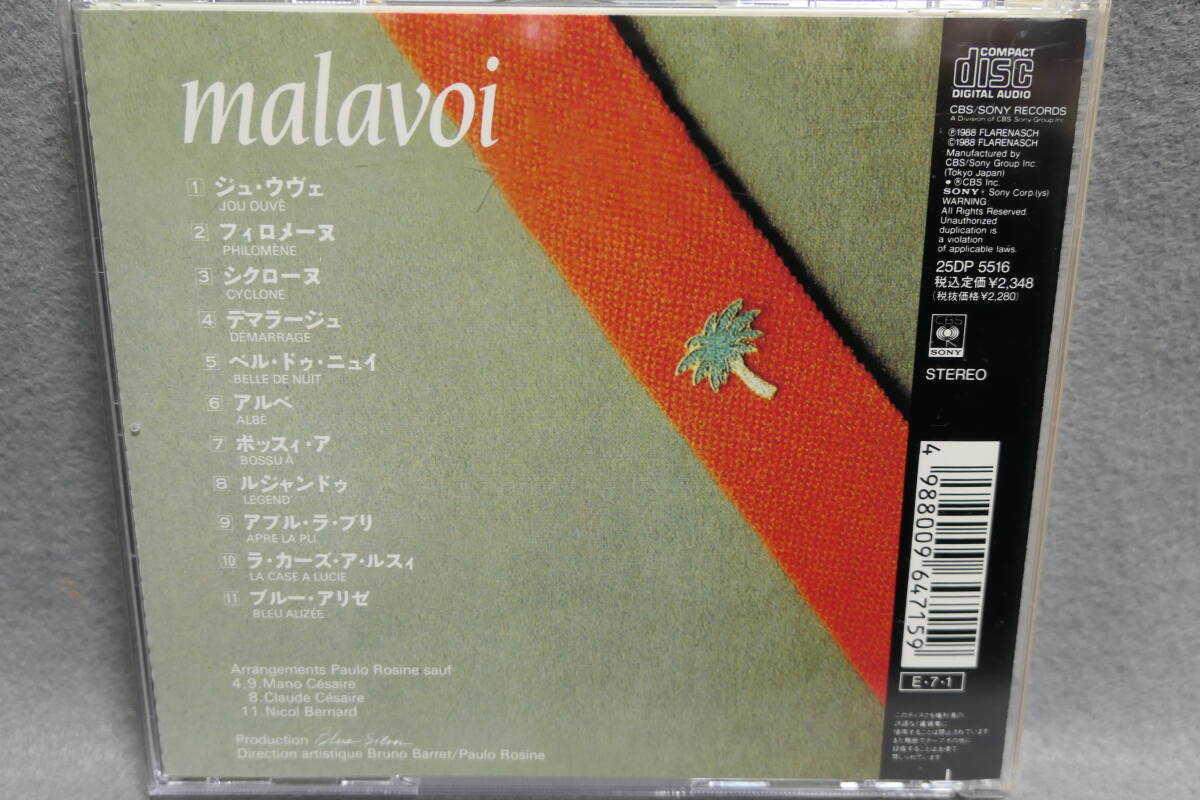 malavoi
1 ジュ・ウヴェ
JOU OUVÈ
2 フィロメーヌ
PHILOMÈNE
3 シクローヌ
CYCLONE
4 デマラージュ
DÉMARRAGE
5 ベル・ドゥ・ニュイ
BELLE DE NUIT
6 アルベ
ALBÈ
7 ボッスィ・ア
BOSSU À
8 ルジャンドゥ
LEGEND
9 アプル・ラ・プリ
APRE LA PLI
10 ラ・カーズ・ア・ルスィ
LA CASE A LUCIE
11 ブルー・アリゼ
BLEU ALIZÉE
Arrangements Paulo Rosine sauf
4,9. Mano Césaire
8. Claude Césaire
11. Nicol Bernard
Production Blue Silver
Direction artistique Bruno Barret/Paulo Rosine
COMPACT
disc
DIGITAL AUDIO
CBS/SONY RECORDS
A Division of CBS Sony Group Inc.
Ⓟ1988 FLARENASCH
©1988 FLARENASCH
Manufactured by
CBS/Sony Group Inc.
(Tokyo Japan)
● ®CBS Inc.
SONY® Sony Corp.(ys)
WARNING:
All Rights Reserved.
Unauthorized
duplication is
a violation
of applicable laws.
25DP 5516
税込定価¥2,348
(税抜価格¥2,280)
CBS
SONY
STEREO
4 988009 647159
E・7・1